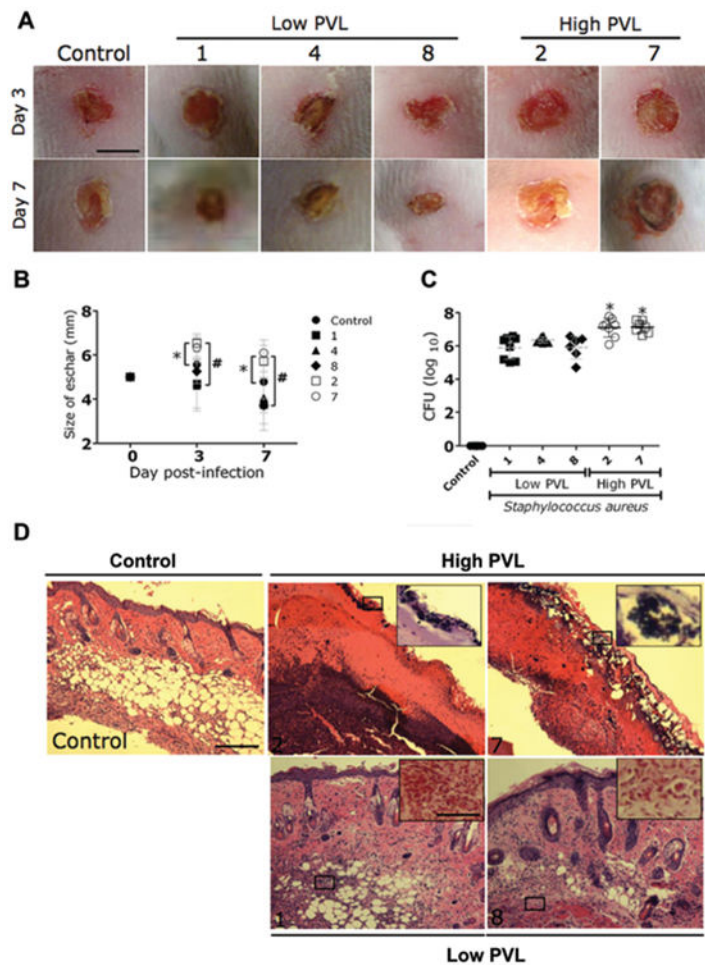 A
Low PVL
High PVL
Control
1
4
8
2
7
Day 3
Day 7
B
Size of eschar (mm)
8
6
4
2
0
3
7
Day post-infection
*
#
*
#
Control
1
4
8
2
7
C
CFU (log 10)
8
6
4
2
0
*
*
Control
1
4
8
2
7
Low PVL
High PVL
Staphylococcus aureus
D
Control
High PVL
Control
2
7
1
8
Low PVL